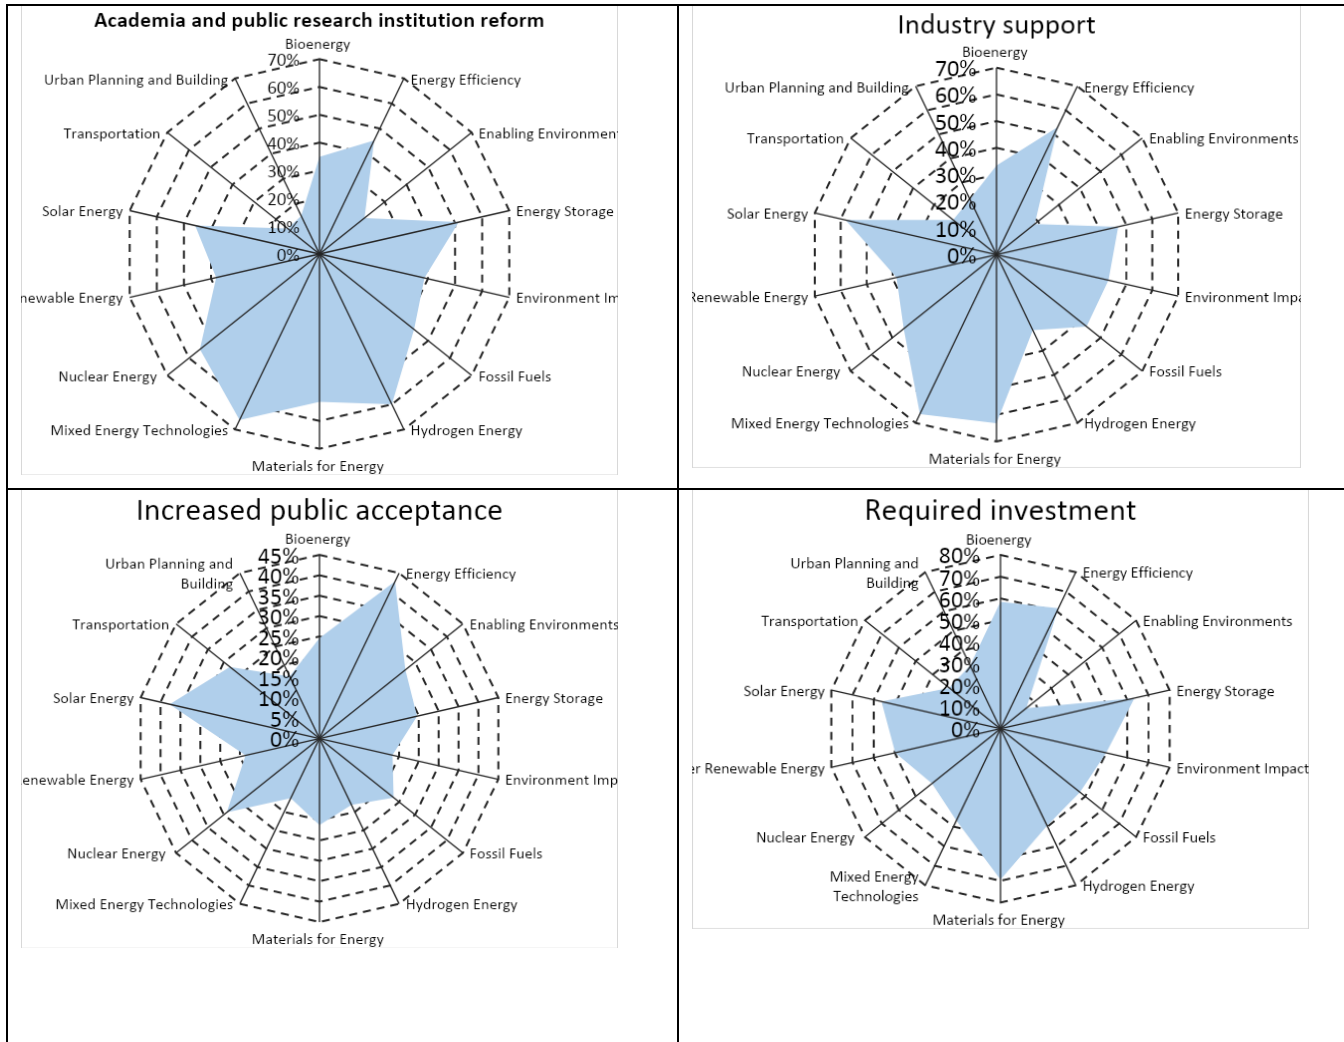 Academia and public research institution reform
Bioenergy
70%
60%
50%
40%
30%
20%
10%
0%
Energy Efficiency
Enabling Environmen
Energy Storage
Environment Im
Fossil Fuels
Hydrogen Energy
Materials for Energy
Mixed Energy Technologies
Nuclear Energy
newable Energy
Solar Energy
Transportation
Urban Planning and Building
Industry support
Bioenergy
70%
60%
50%
40%
30%
20%
10%
0%
Energy Efficiency
Enabling Environments
Energy Storage
Environment Impa
Fossil Fuels
Hydrogen Energy
Materials for Energy
Mixed Energy Technologies
Nuclear Energy
Renewable Energy
Solar Energy
Transportation
Urban Planning and Building
Increased public acceptance
Bioenergy
45%
40%
35%
30%
25%
20%
15%
10%
5%
0%
Energy Efficiency
Enabling Environments
Energy Storage
Environment Imp
Fossil Fuels
Hydrogen Energy
Materials for Energy
Mixed Energy Technologies
Nuclear Energy
enewable Energy
Solar Energy
Transportation
Urban Planning and
Building
Required investment
Bioenergy
80%
70%
60%
50%
40%
30%
20%
10%
0%
Energy Efficiency
Enabling Environments
Energy Storage
Environment Impact
Fossil Fuels
Hydrogen Energy
Materials for Energy
Mixed Energy
Technologies
Nuclear Energy
er Renewable Energy
Solar Energy
Transportation
Urban Planning and
Building